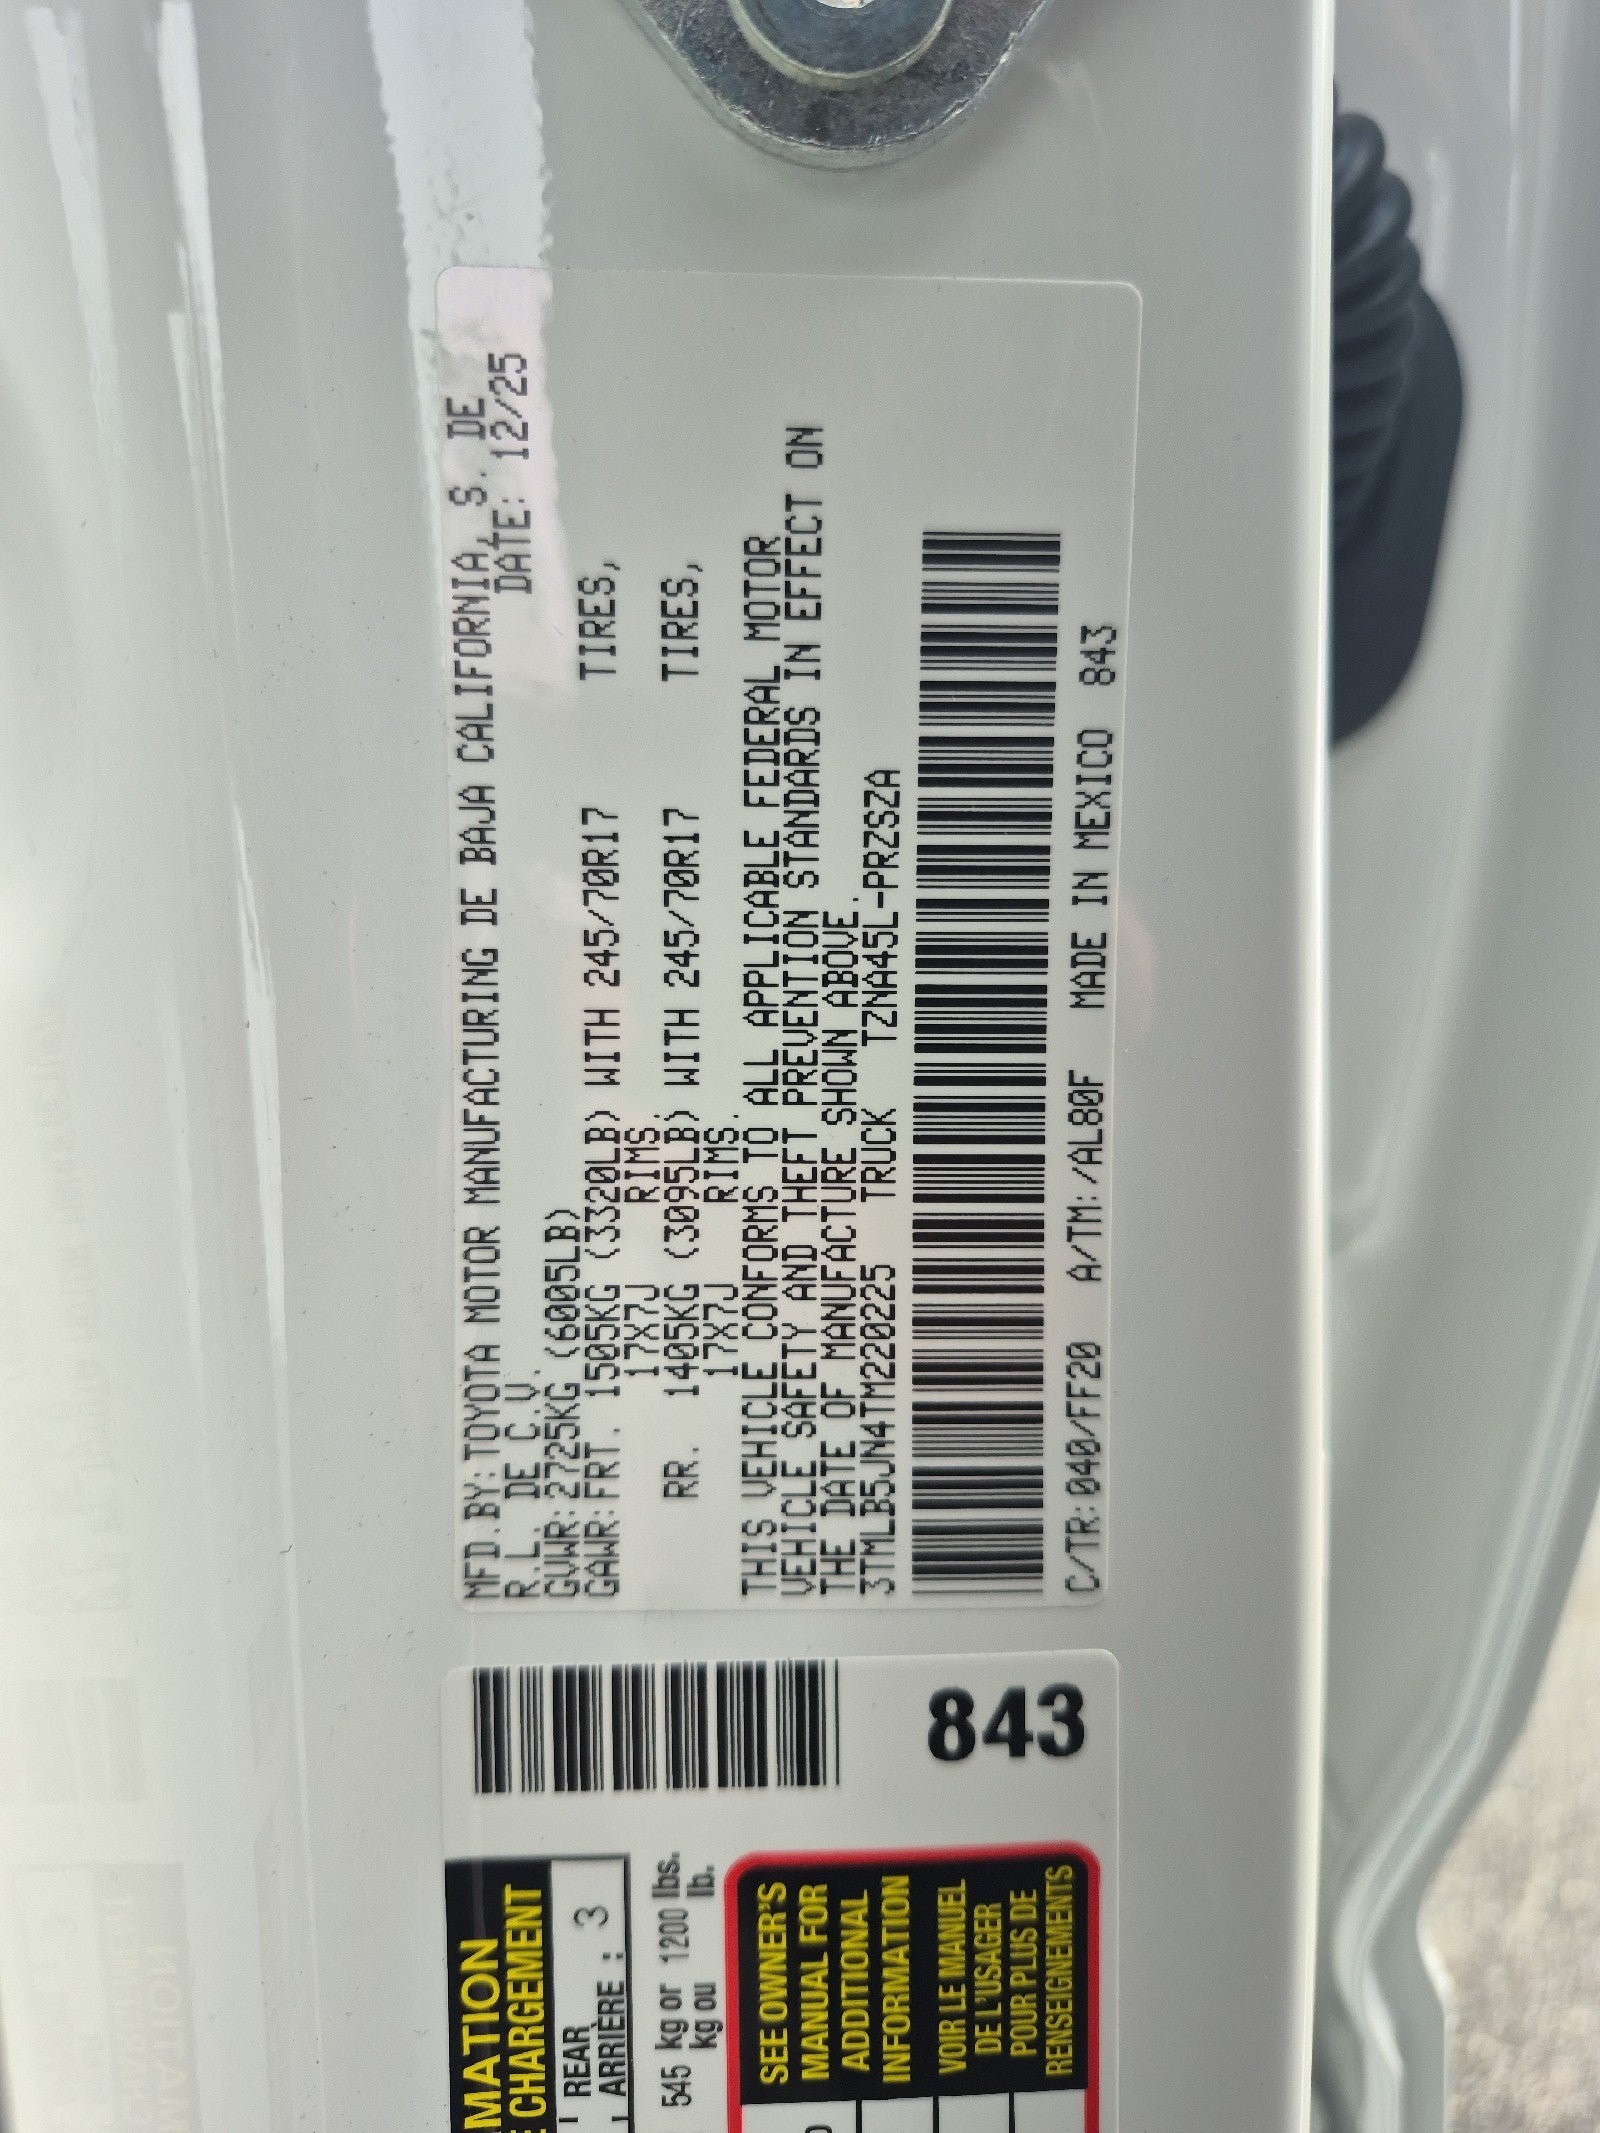 MFD.BY:TOYOTA MOTOR MANUFACTURING DE BAJA CALIFORNIA, S. DE
R.L. DE C.V. DATE: 12/25
GVWR:2725KG (6005LB)
GAWR:FRT. 1505KG (3320LB) WITH 245/70R17 TIRES,
17X7J RIMS.
RR. 1405KG (3095LB) WITH 245/70R17 TIRES,
17X7J RIMS.
THIS VEHICLE CONFORMS TO ALL APPLICABLE FEDERAL MOTOR
VEHICLE SAFETY AND THEFT PREVENTION STANDARDS IN EFFECT ON
THE DATE OF MANUFACTURE SHOWN ABOVE.
3TMLB5JN4TM220225 TRUCK TZNA45L-PRZSZA
C/TR:040/FF20 A/TM:/AL80F MADE IN MEXICO 843
843
MATION
CHARGEMENT
REAR
ARRIÈRE : 3
545 kg or 1200 lbs.
kg ou lb.
SEE OWNER'S
MANUAL FOR
ADDITIONAL
INFORMATION
VOIR LE MANUEL
DE L'USAGER
POUR PLUS DE
RENSEIGNEMENTS